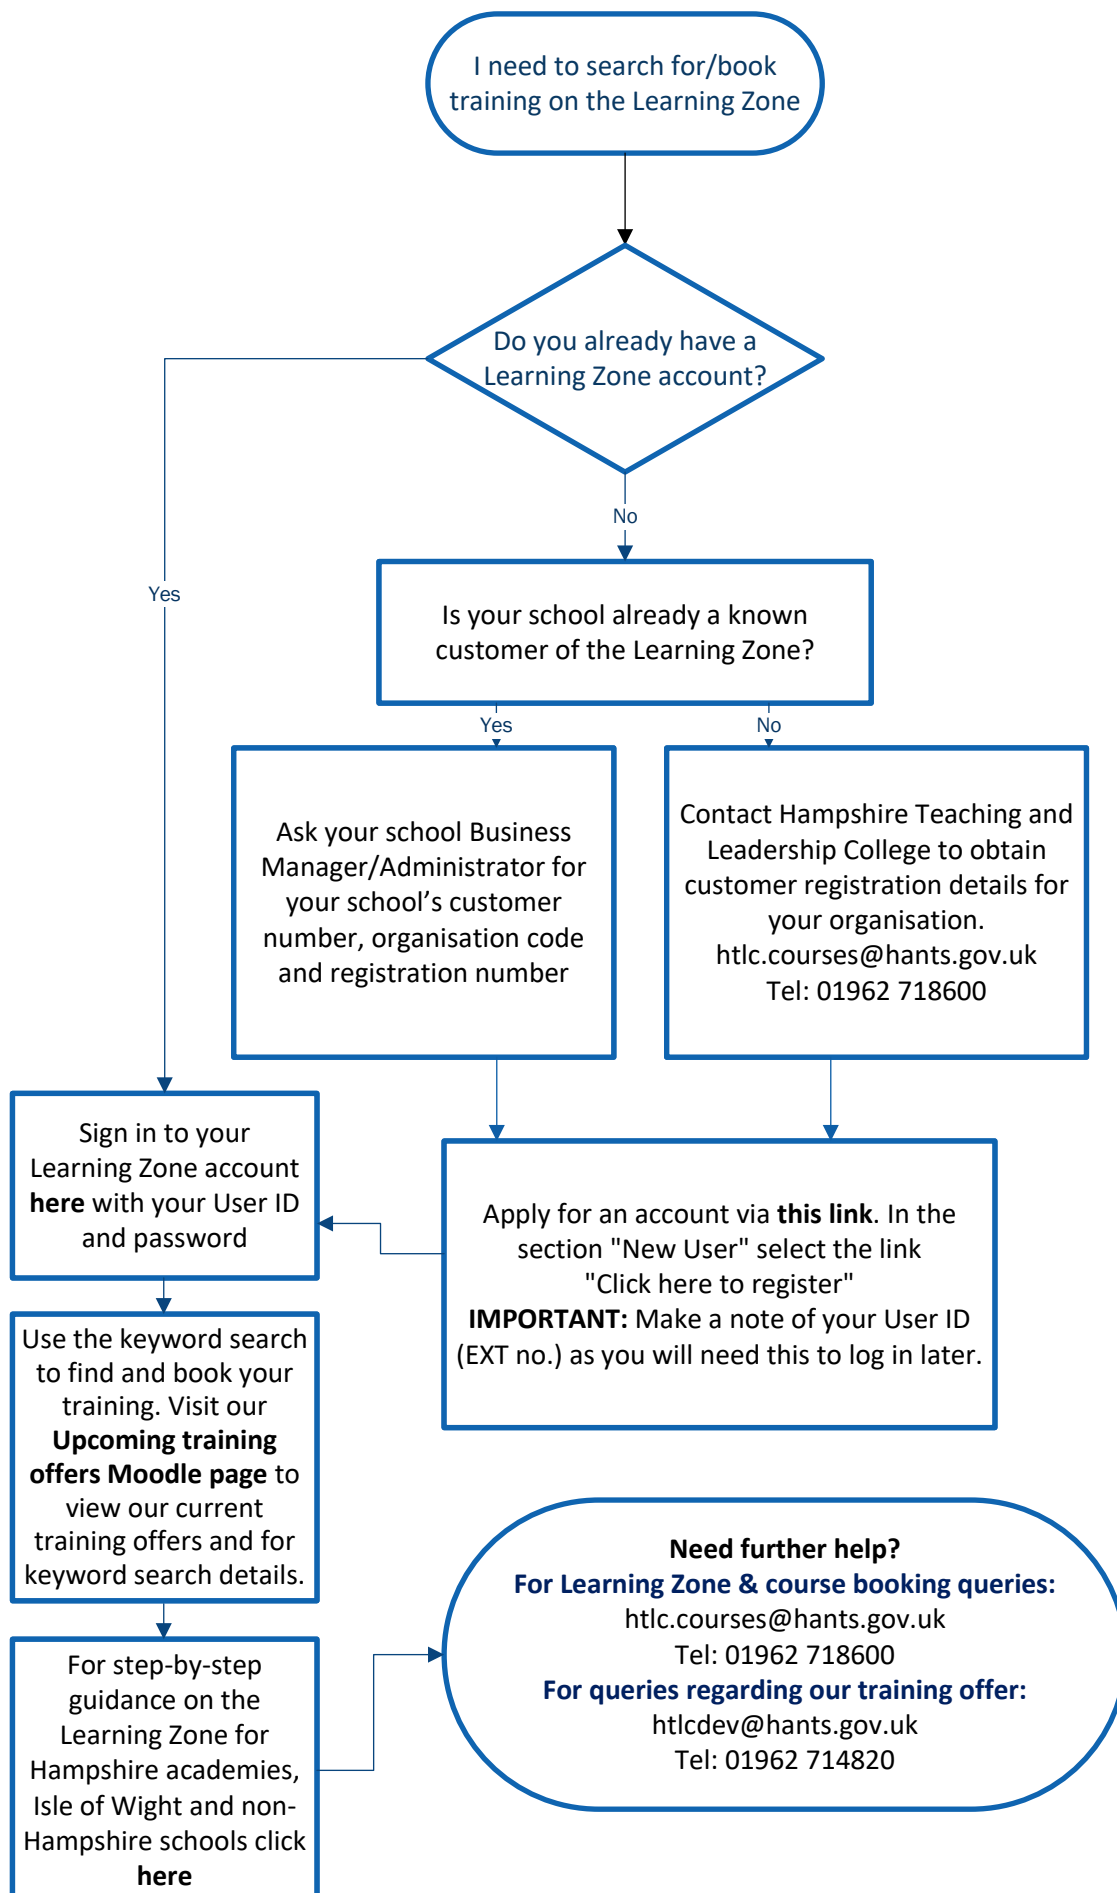 I need to search for/book
training on the Learning Zone
Do you already have a
Learning Zone account?
No
Yes
Is your school already a known
customer of the Learning Zone?
Yes
No
Ask your school Business
Manager/Administrator for
your school’s customer
number, organisation code
and registration number
Contact Hampshire Teaching and
Leadership College to obtain
customer registration details for
your organisation.
htlc.courses@hants.gov.uk
Tel: 01962 718600
Sign in to your
Learning Zone account
here with your User ID
and password
Apply for an account via this link. In the
section "New User" select the link
"Click here to register"
IMPORTANT: Make a note of your User ID
(EXT no.) as you will need this to log in later.
Use the keyword search
to find and book your
training. Visit our
Upcoming training
offers Moodle page to
view our current
training offers and for
keyword search details.
For step-by-step
guidance on the
Learning Zone for
Hampshire academies,
Isle of Wight and non-
Hampshire schools click
here
Need further help?
For Learning Zone & course booking queries:
htlc.courses@hants.gov.uk
Tel: 01962 718600
For queries regarding our training offer:
htlcdev@hants.gov.uk
Tel: 01962 714820